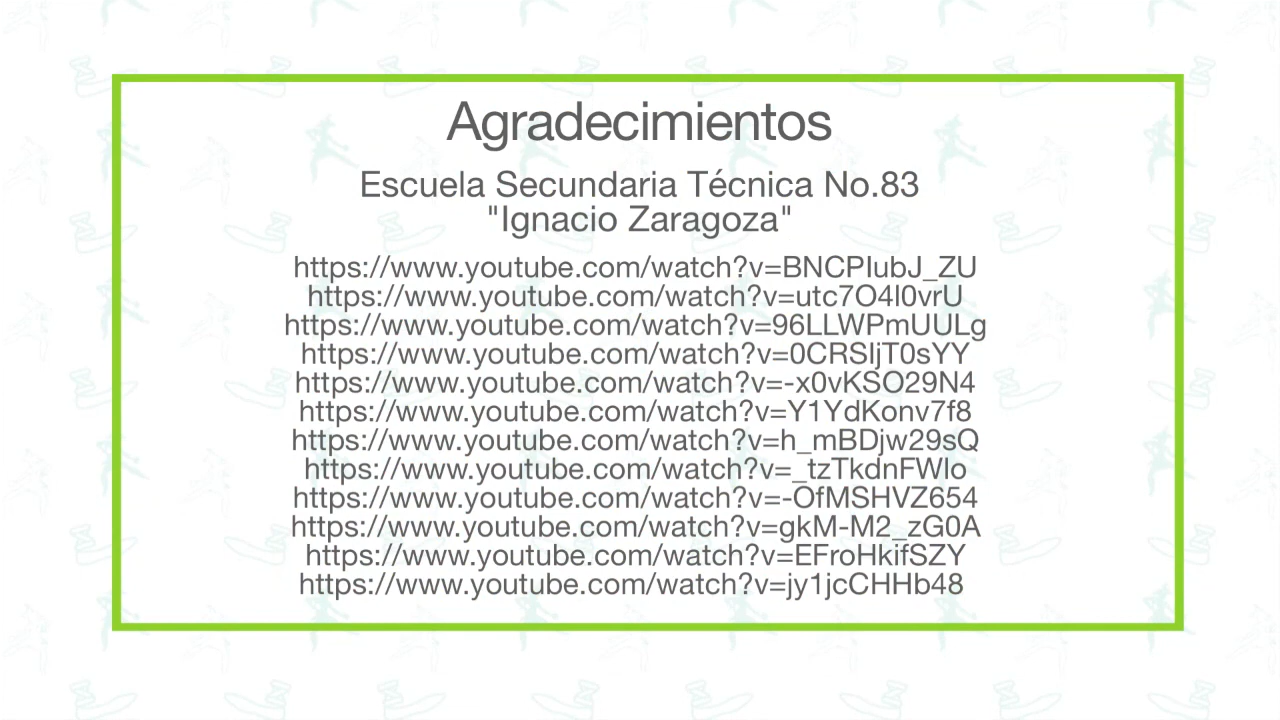 Agradecimientos
Escuela Secundaria Técnica No.83
"Ignacio Zaragoza"
https://www.youtube.com/watch?v=BNCPIubJ_ZU
https://www.youtube.com/watch?v=utc7O4I0vrU
https://www.youtube.com/watch?v=96LLWPmUULg
https://www.youtube.com/watch?v=0CRSIjT0sYY
https://www.youtube.com/watch?v=-x0vKSO29N4
https://www.youtube.com/watch?v=Y1YdKonv7f8
https://www.youtube.com/watch?v=h_mBDjw29sQ
https://www.youtube.com/watch?v=_tzTkdnFWIo
https://www.youtube.com/watch?v=-OfMSHVZ654
https://www.youtube.com/watch?v=gkM-M2_zG0A
https://www.youtube.com/watch?v=EFroHkifSZY
https://www.youtube.com/watch?v=jy1jcCHHb48